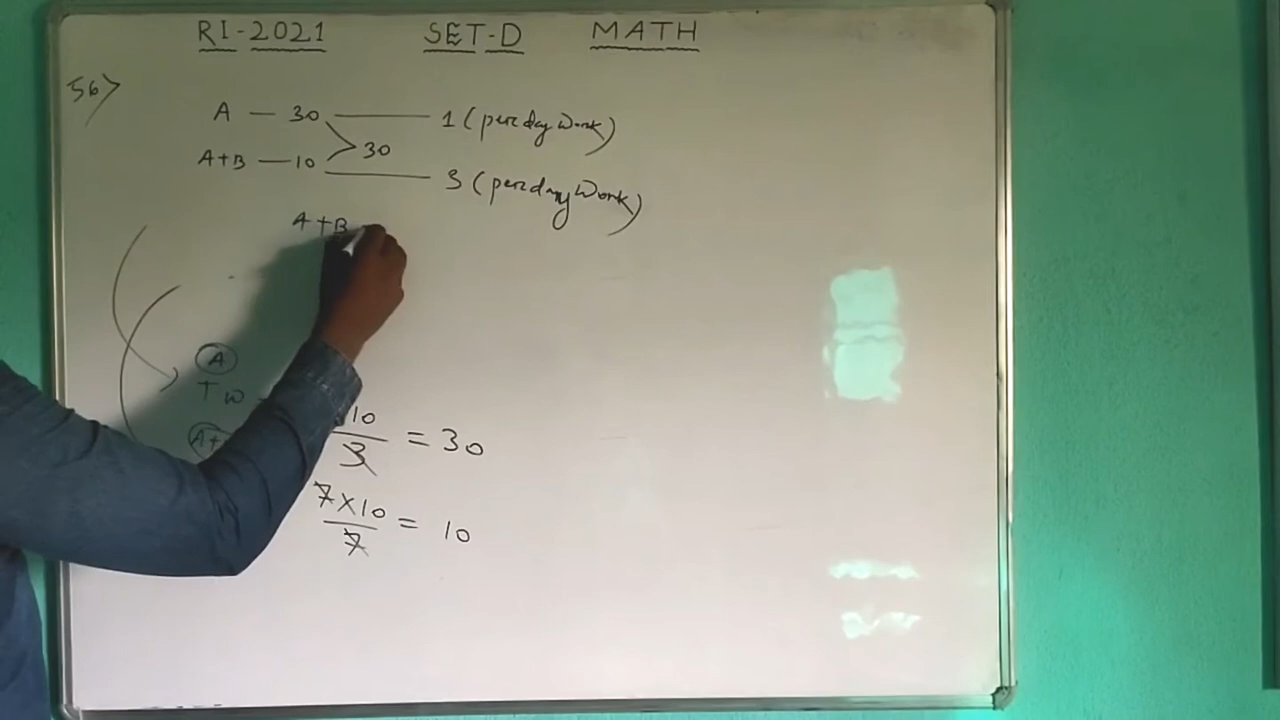 RI-2021 SET-D MATH
56>
A — 30 1 (per day work)
30
A+B — 10 3 (per day work)
A+B
A
T W
A+
10
3 = 30
7 × 10
7 = 10